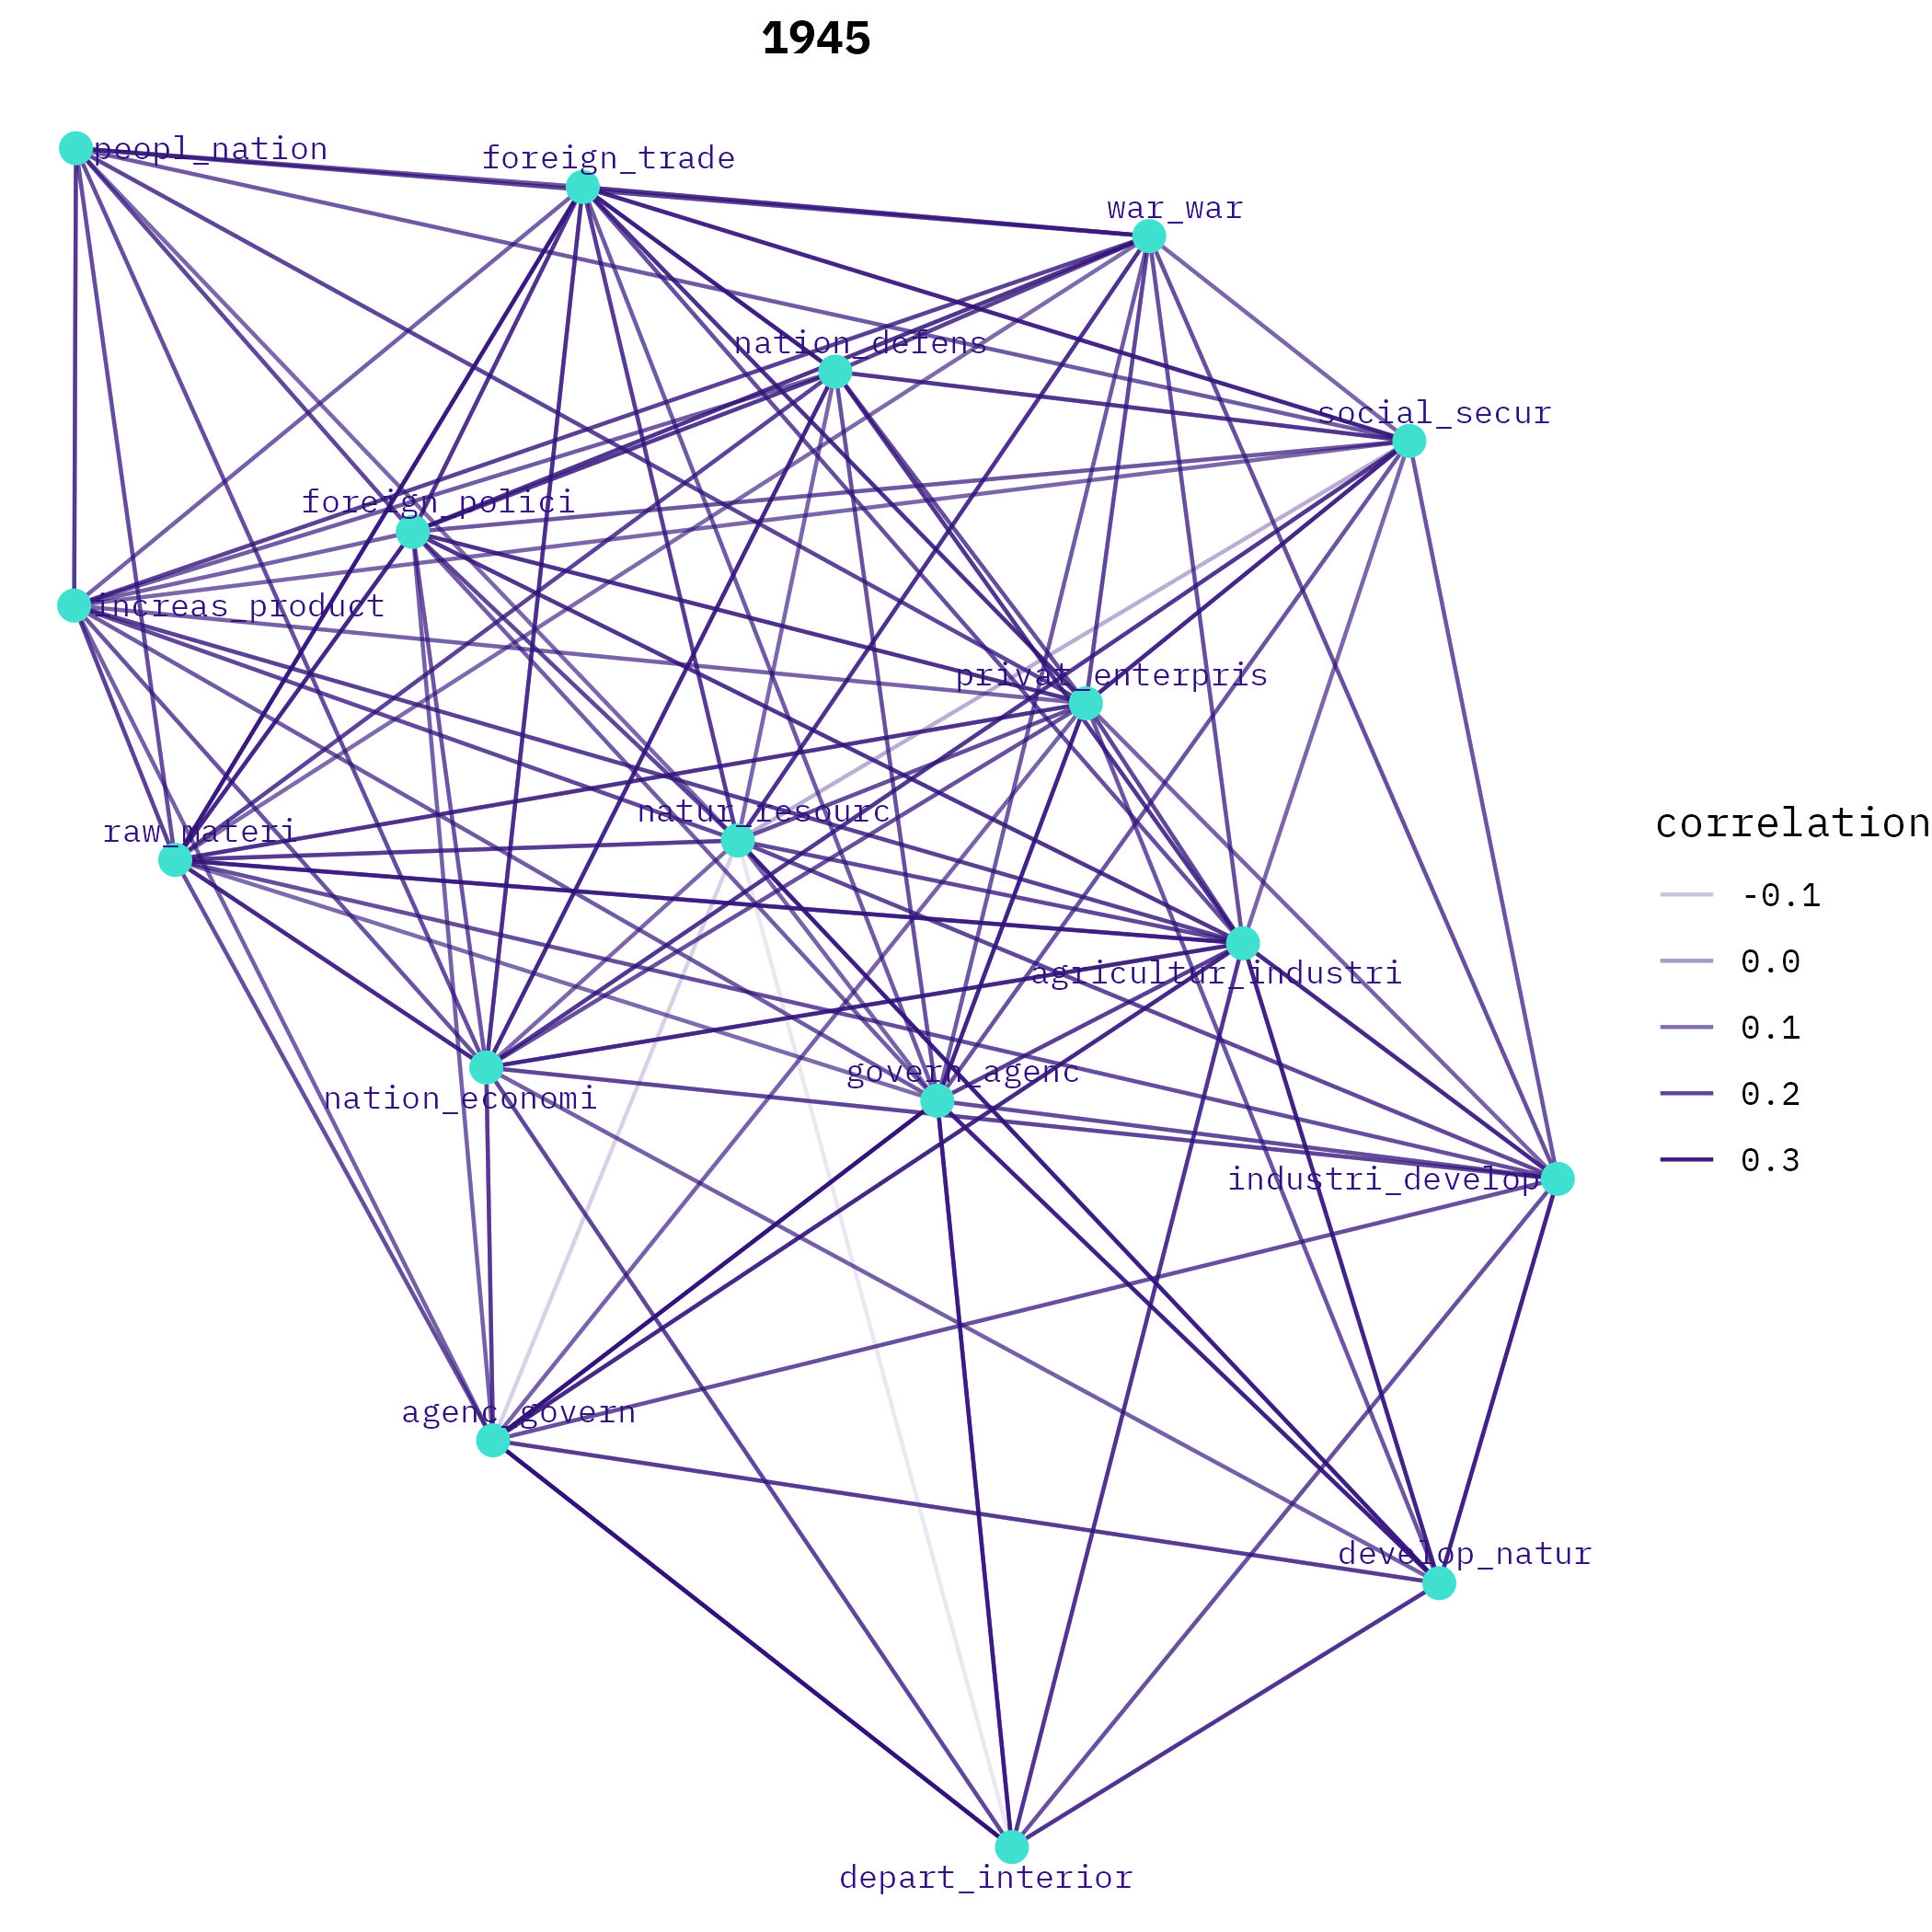 1945
peopl_nation
foreign_trade
war_war
nation_defens
social_secur
foreign_polici
increas_product
privat_enterpris
natur_resourc
raw_materi
agricultur_industri
govern_agenc
nation_economi
industri_develop
agenc_govern
develop_natur
depart_interior
correlation
-0.1
0.0
0.1
0.2
0.3